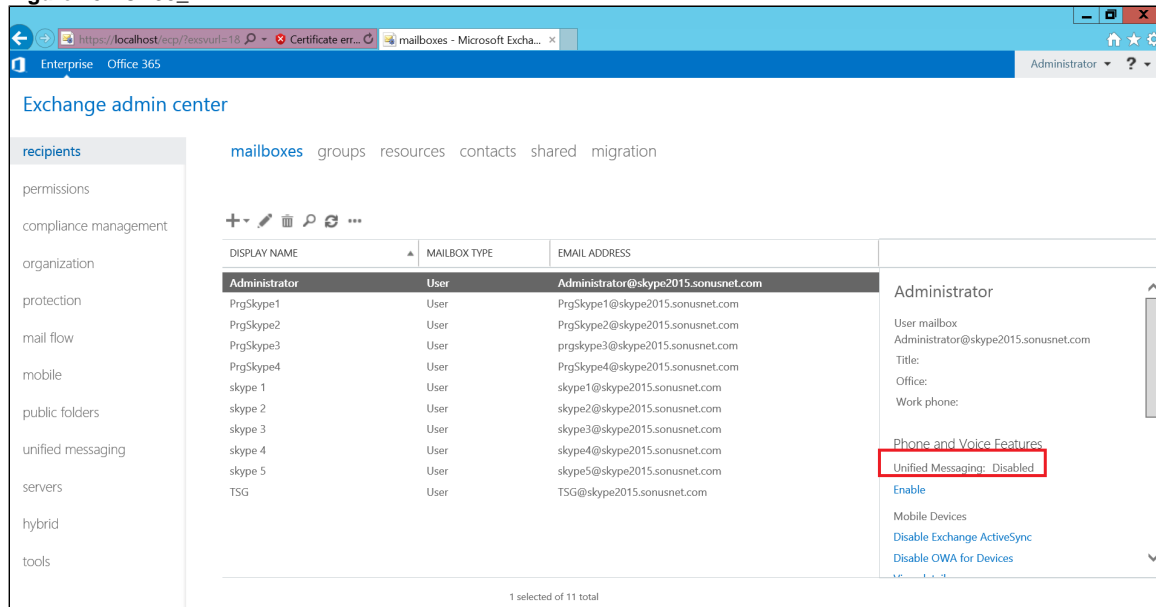 https://localhost/ecp/?exsvurl=18
Certificate err...
mailboxes - Microsoft Excha...
Enterprise Office 365
Administrator ?
Exchange admin center
recipients
permissions
compliance management
organization
protection
mail flow
mobile
public folders
unified messaging
servers
hybrid
tools
mailboxes groups resources contacts shared migration
DISPLAY NAME MAILBOX TYPE EMAIL ADDRESS
Administrator User Administrator@skype2015.sonusnet.com
PrgSkype1 User PrgSkype1@skype2015.sonusnet.com
PrgSkype2 User PrgSkype2@skype2015.sonusnet.com
PrgSkype3 User prgskype3@skype2015.sonusnet.com
PrgSkype4 User PrgSkype4@skype2015.sonusnet.com
skype 1 User skype1@skype2015.sonusnet.com
skype 2 User skype2@skype2015.sonusnet.com
skype 3 User skype3@skype2015.sonusnet.com
skype 4 User skype4@skype2015.sonusnet.com
skype 5 User skype5@skype2015.sonusnet.com
TSG User TSG@skype2015.sonusnet.com
1 selected of 11 total
Administrator
User mailbox
Administrator@skype2015.sonusnet.com
Title:
Office:
Work phone:
Phone and Voice Features
Unified Messaging: Disabled
Enable
Mobile Devices
Disable Exchange ActiveSync
Disable OWA for Devices